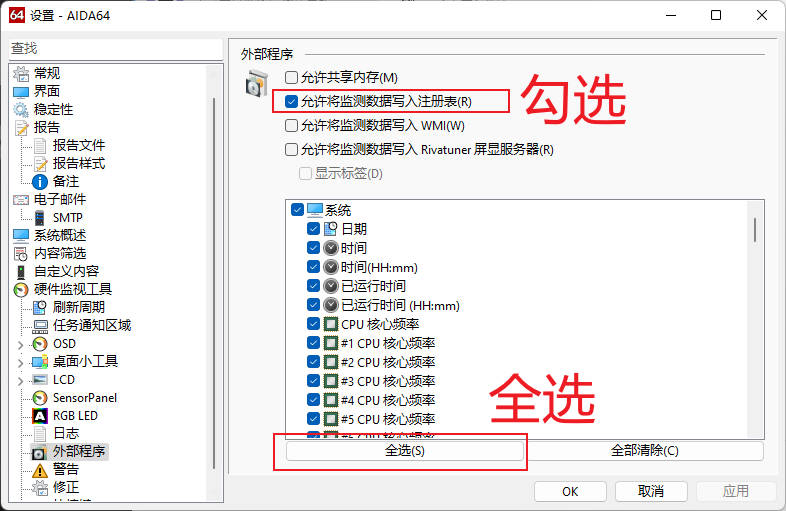 64 设置 - AIDA64
查找
常规
界面
稳定性
报告
报告文件
报告样式
备注
电子邮件
SMTP
系统概述
内容筛选
自定义内容
硬件监视工具
刷新周期
任务通知区域
OSD
桌面小工具
LCD
SensorPanel
RGB LED
日志
外部程序
警告
修正
外部程序
允许共享内存(M)
允许将监测数据写入注册表(R)
勾选
允许将监测数据写入 WMI(W)
允许将监测数据写入 Rivatuner 屏显服务器(R)
显示标签(D)
系统
日期
时间
时间(HH:mm)
已运行时间
已运行时间 (HH:mm)
CPU 核心频率
#1 CPU 核心频率
#2 CPU 核心频率
#3 CPU 核心频率
#4 CPU 核心频率
#5 CPU 核心频率
全选
全选(S)
全部清除(C)
OK
取消
应用